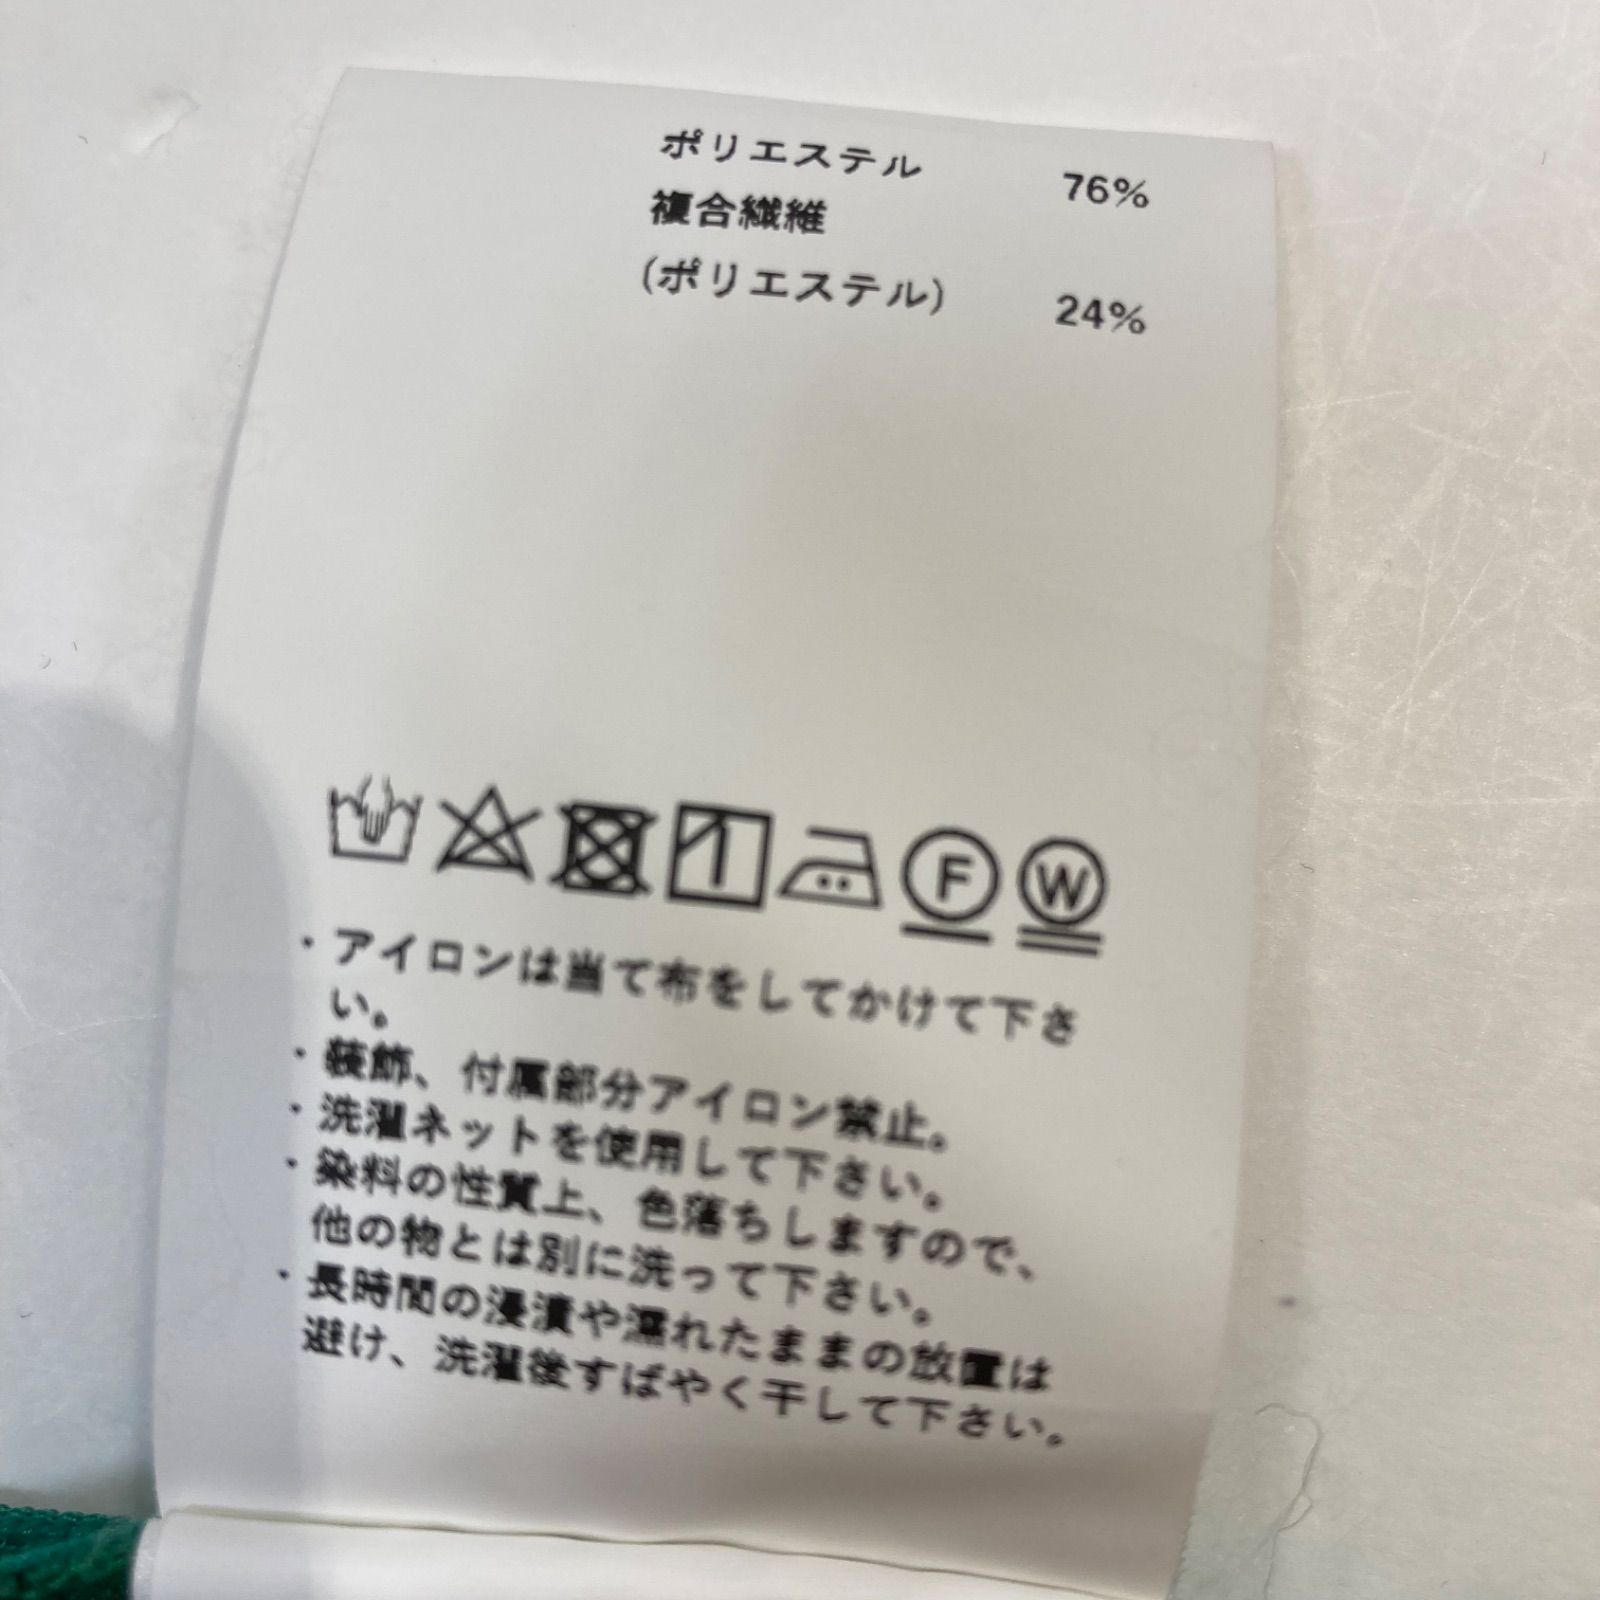 ポリエステル 76%
複合繊維
(ポリエステル) 24%
F W
・アイロンは当て布をしてかけて下さ
い。
・装飾、付属部分アイロン禁止。
・洗濯ネットを使用して下さい。
・染料の性質上、色落ちしますので、
他の物とは別に洗って下さい。
・長時間の浸漬や濡れたままの放置は
避け、洗濯後すばやく干して下さい。